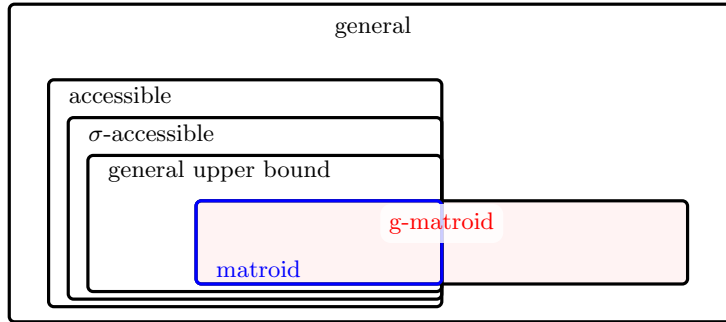 general
accessible
σ-accessible
general upper bound
g-matroid
matroid